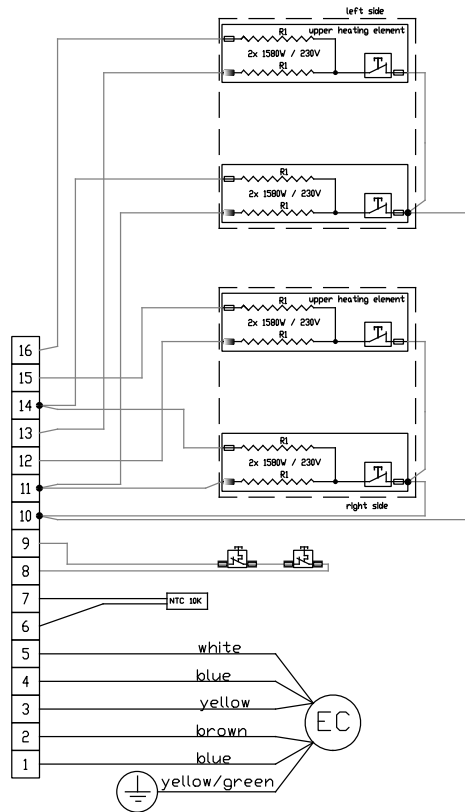 left side
R1
upper heating element
2x 1580W / 230V
R1
R1
2x 1580W / 230V
R1
R1
upper heating element
2x 1580W / 230V
R1
16
15
14
13
12
11
10
9
8
7
6
5
4
3
2
1
R1
2x 1580W / 230V
R1
right side
NTC 10K
white
blue
yellow
brown
blue
yellow/green
EC